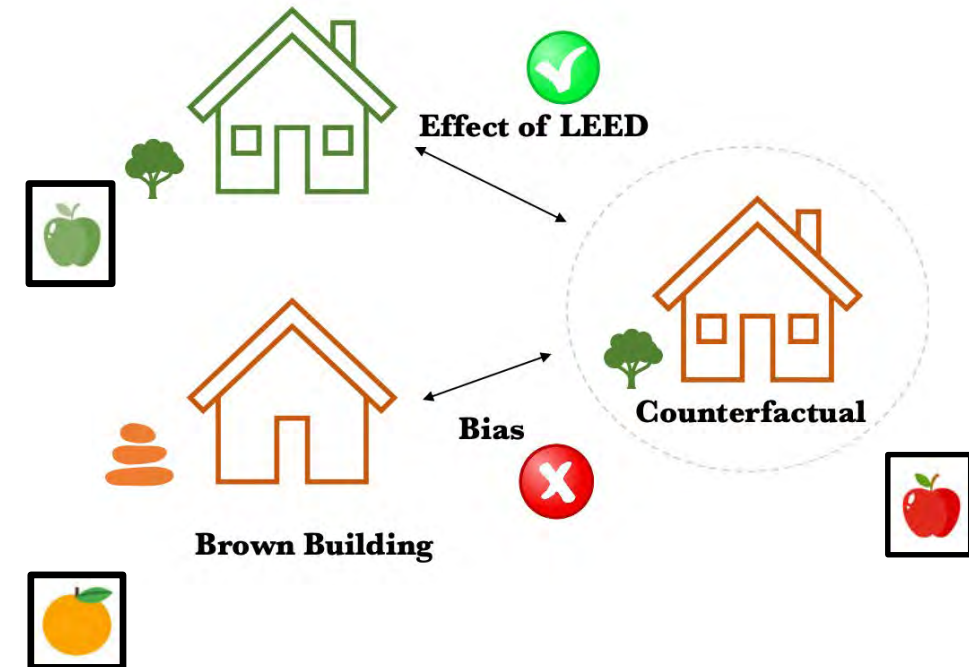 Effect of LEED
Counterfactual
Bias
Brown Building